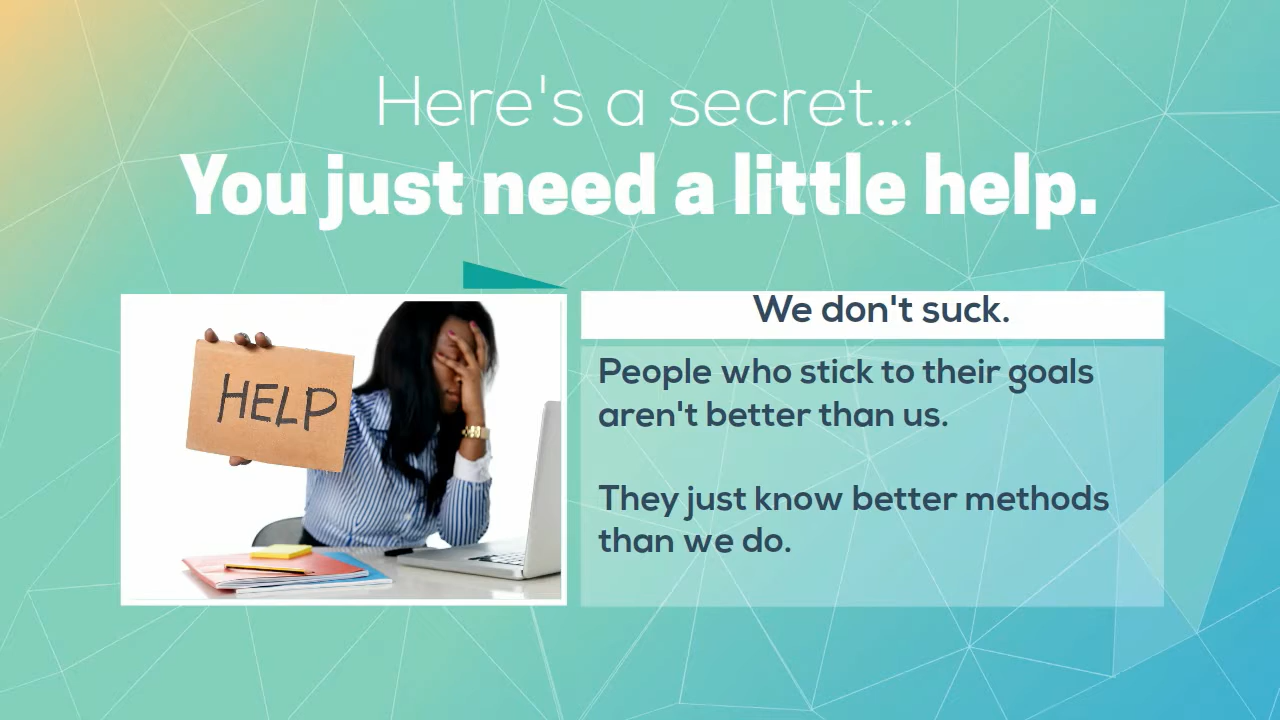 Here's a secret...
You just need a little help.
HELP
We don't suck.
People who stick to their goals
aren't better than us.
They just know better methods
than we do.